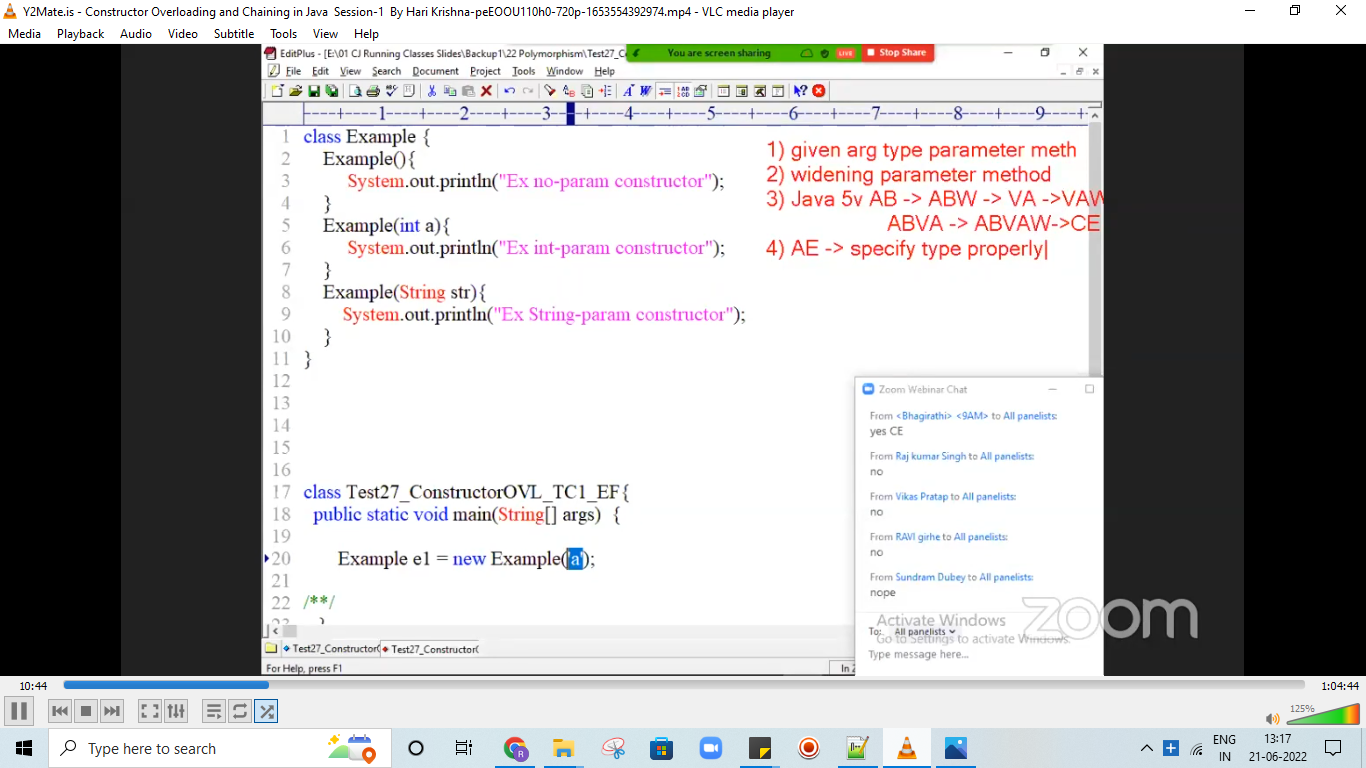 Y2Mate.is - Constructor Overloading and Chaining in Java Session-1 By Hari Krishna-peEOOU110h0-720p-1653554392974.mp4 - VLC media player
Media Playback Audio Video Subtitle Tools View Help
EditPlus - [E:\01 CJ Running Classes Slides\Backup1\22 Polymorphism\Test27_C
You are screen sharing LIVE Stop Share
File Edit View Search Document Project Tools Window Help
----+----1----+----2----+----3----+----4----+----5----+----6----+----7----+----8----+----9----+-
1 class Example {
2 Example(){
3 System.out.println("Ex no-param constructor");
4 }
5 Example(int a){
6 System.out.println("Ex int-param constructor");
7 }
8 Example(String str){
9 System.out.println("Ex String-param constructor");
10 }
11 }
12
13
14
15
16
17 class Test27_ConstructorOVL_TC1_EF{
18 public static void main(String[] args) {
19
20 Example e1 = new Example('a');
21
22 /**/
23 }
1) given arg type parameter meth
2) widening parameter method
3) Java 5v AB -> ABW -> VA ->VAW
ABVA -> ABVAW->CE
4) AE -> specify type properly|
Zoom Webinar Chat
From <Bhagirathi> <9AM> to All panelists:
yes CE
From Raj kumar Singh to All panelists:
no
From Vikas Pratap to All panelists:
no
From RAVI girhe to All panelists:
no
From Sundram Dubey to All panelists:
nope
Activate Windows
Go to Settings to activate Windows.
To: All panelists
Type message here...
zoom
Test27_Constructor( Test27_Constructor(
For Help, press F1
ln 2
10:44 1:04:44
125%
Type here to search
ENG
IN
13:17
21-06-2022